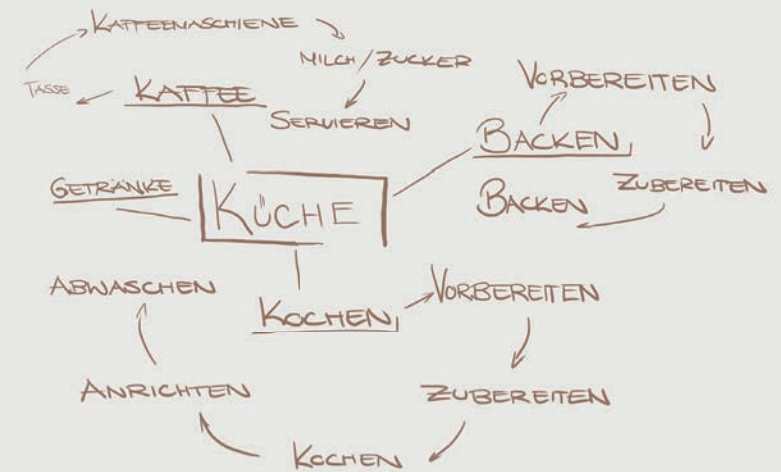 KAFFEEMASCHIENE
MILCH/ZUCKER
VORBEREITEN
TASSE
KAFFEE
SERVIEREN
BACKEN
GETRÄNKE
KÜCHE
BACKEN
ZUBEREITEN
ABWASCHEN
KOCHEN
VORBEREITEN
ANRICHTEN
ZUBEREITEN
KOCHEN